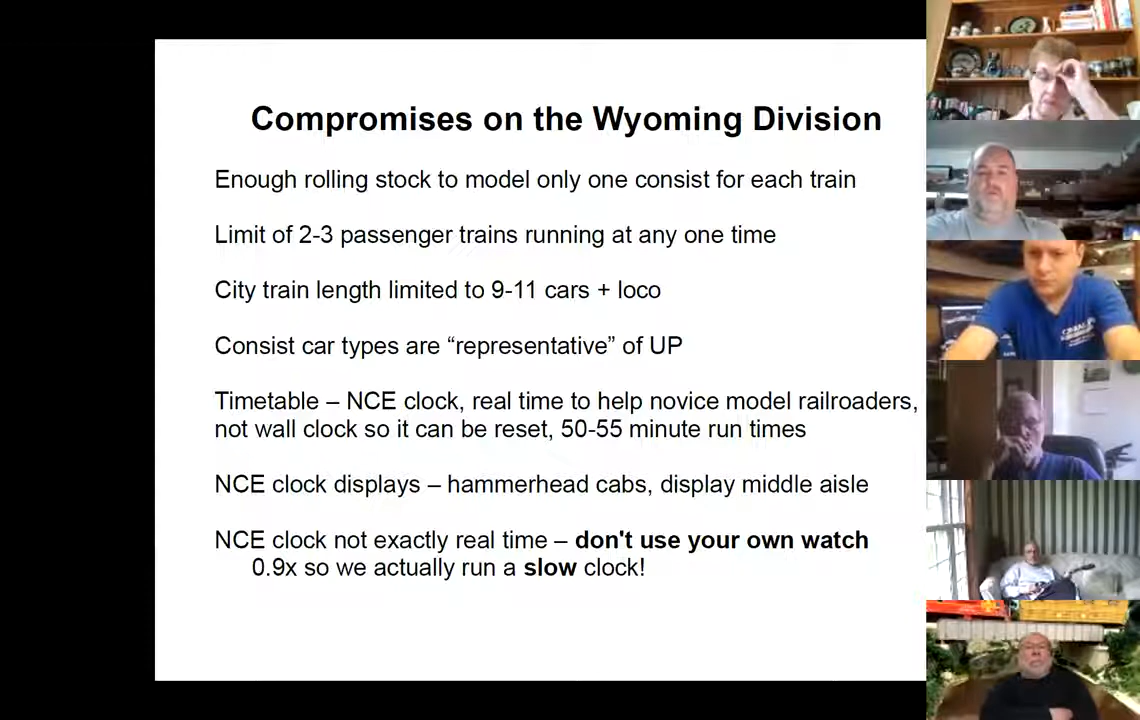 Compromises on the Wyoming Division
Enough rolling stock to model only one consist for each train
Limit of 2-3 passenger trains running at any one time
City train length limited to 9-11 cars + loco
Consist car types are “representative” of UP
Timetable – NCE clock, real time to help novice model railroaders,
not wall clock so it can be reset, 50-55 minute run times
NCE clock displays – hammerhead cabs, display middle aisle
NCE clock not exactly real time – don't use your own watch
0.9x so we actually run a slow clock!